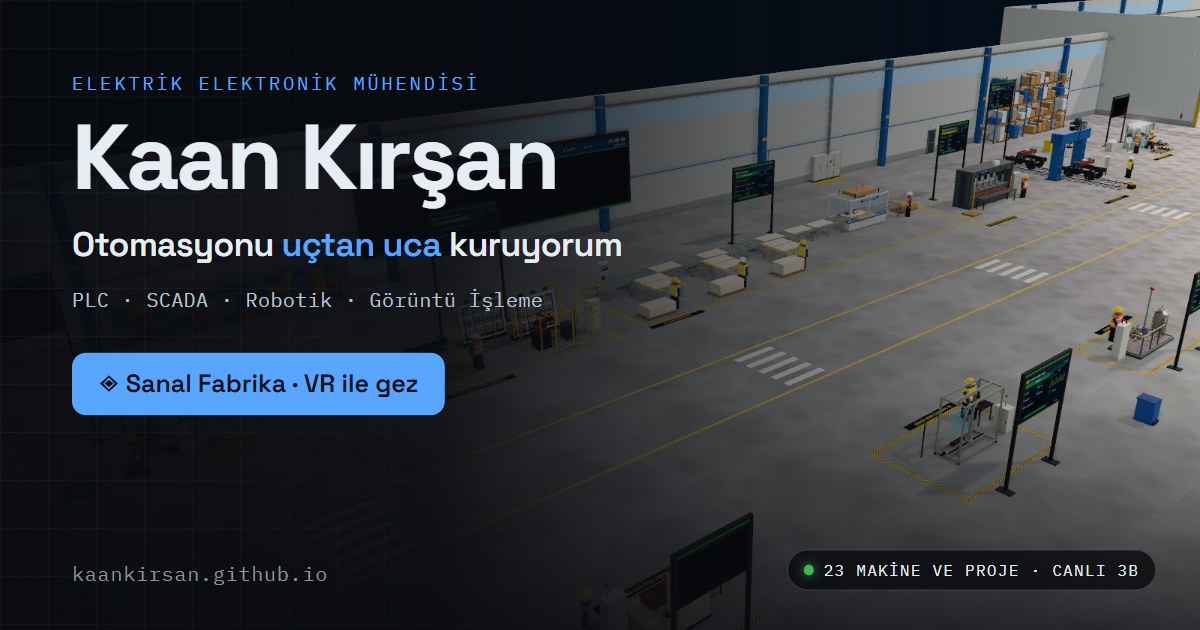 ELEKTRİK ELEKTRONİK MÜHENDİSİ
Kaan Kırşan
Otomasyonu uçtan uca kuruyorum
PLC · SCADA · Robotik · Görüntü İşleme
Sanal Fabrika · VR ile gez
kaankirsan.github.io
23 MAKİNE VE PROJE · CANLI 3B